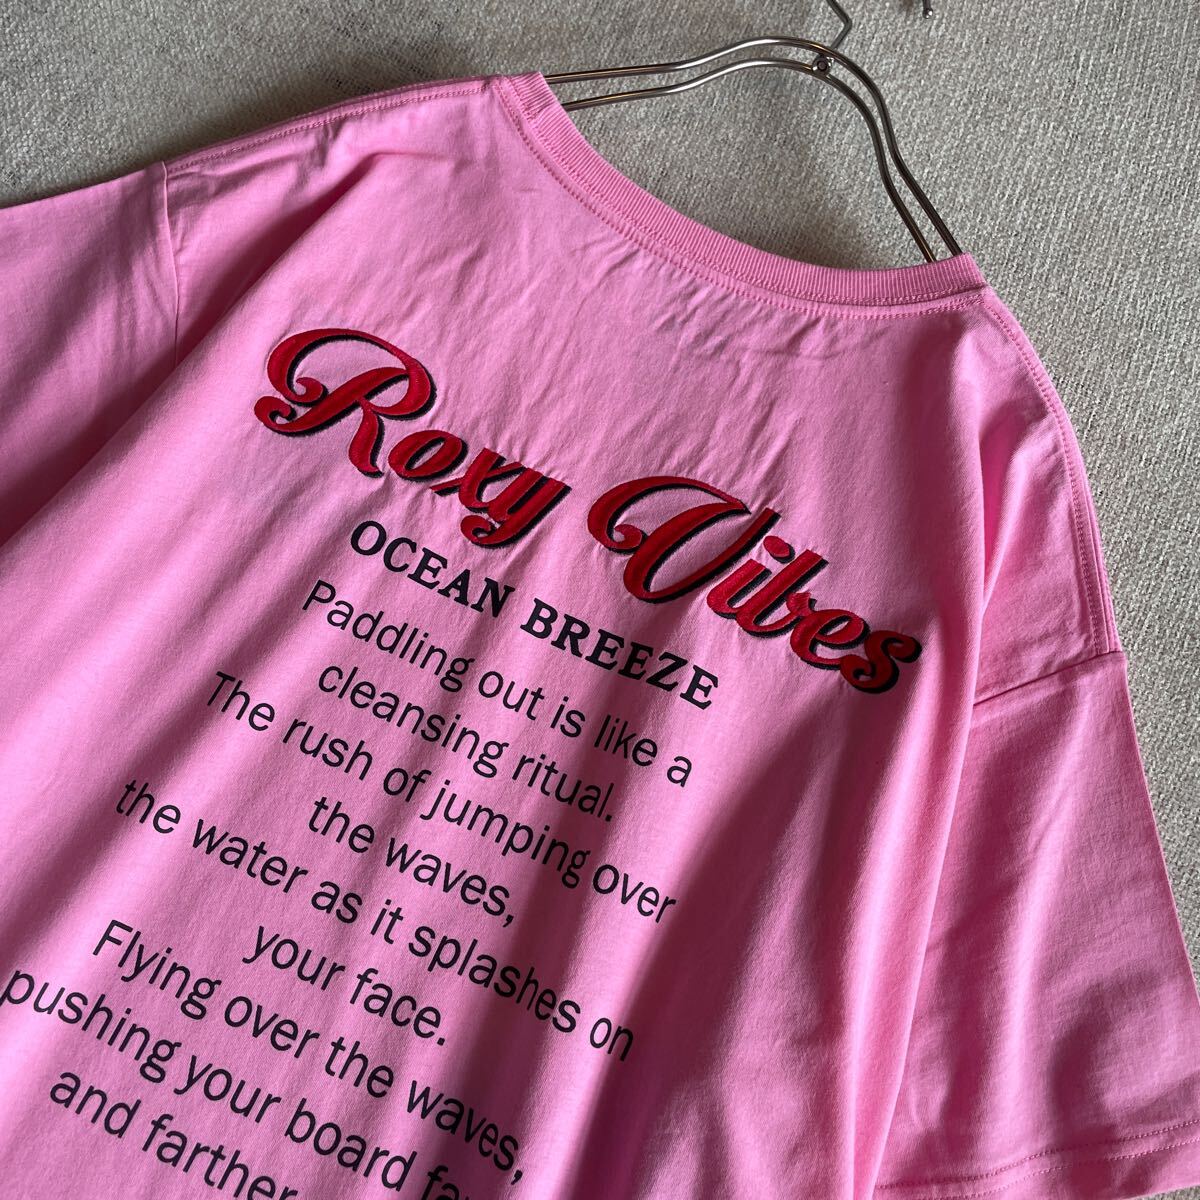 Roxy Vibes
OCEAN BREEZE
Paddling out is like a
cleansing ritual.
The rush of jumping over
the waves,
the water as it splashes on
your face.
Flying over the waves,
pushing your board
and farther